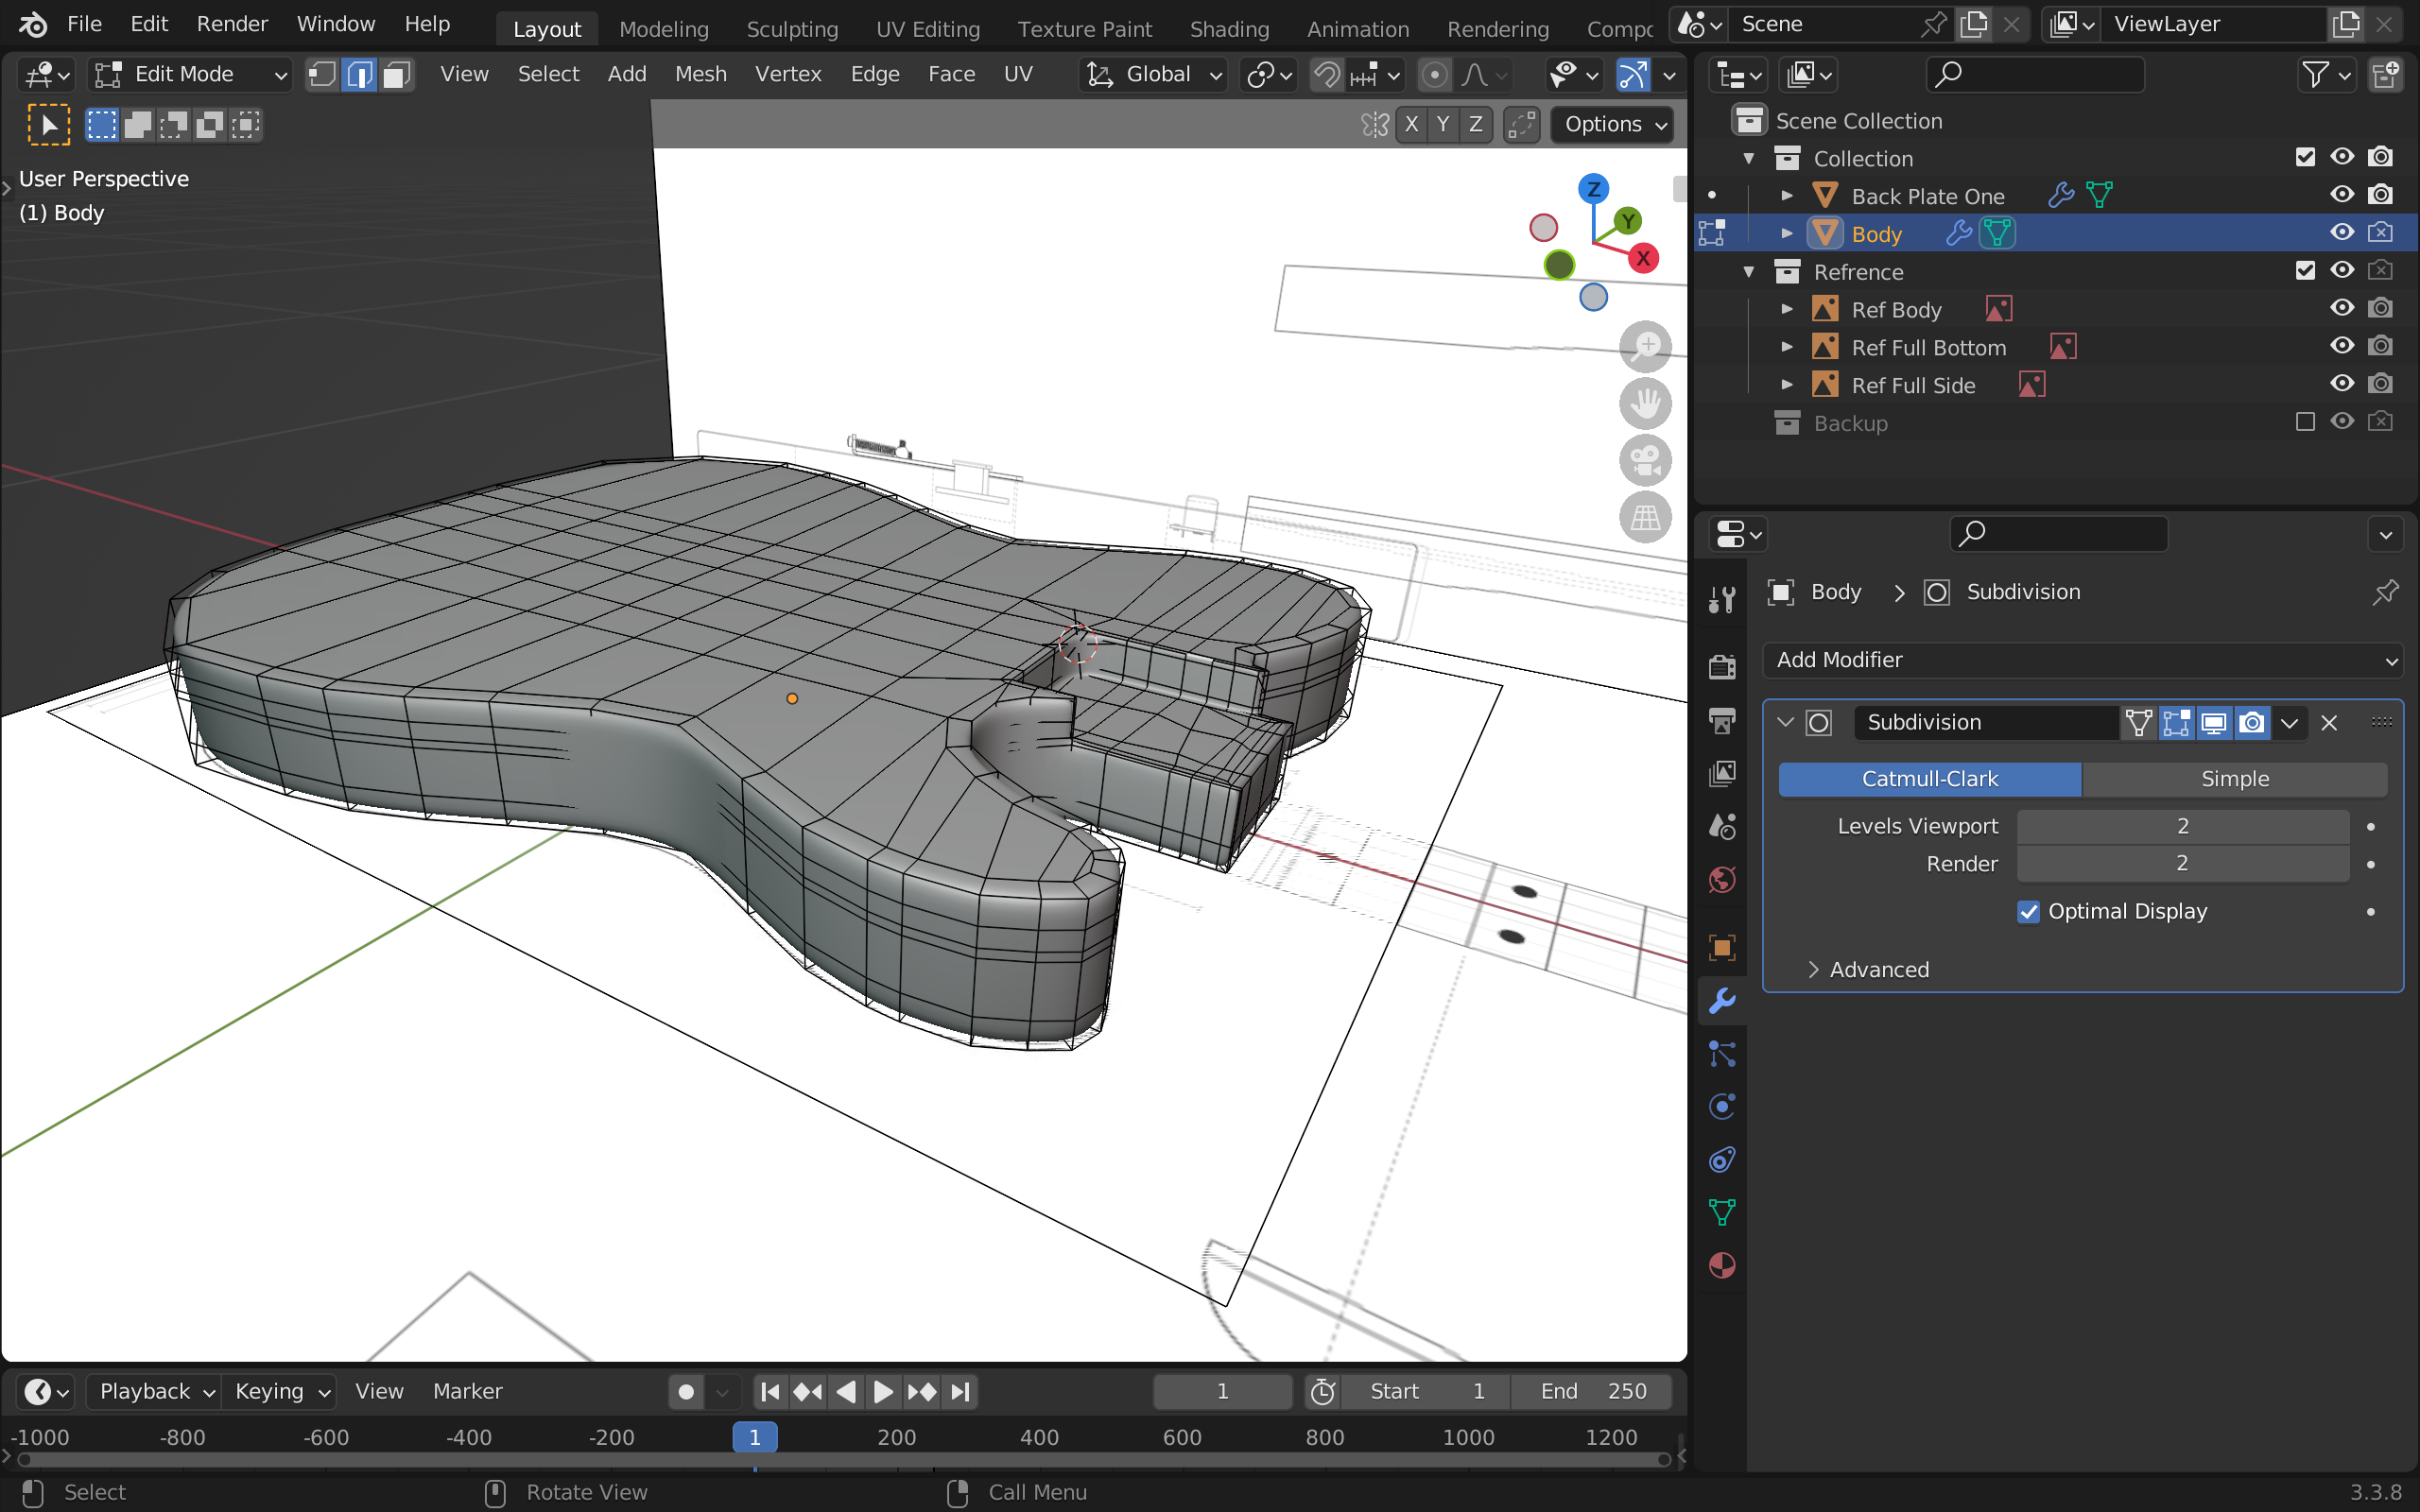 File Edit Render Window Help Layout Modeling Sculpting UV Editing Texture Paint Shading Animation Rendering Compo Scene ViewLayer
Edit Mode View Select Add Mesh Vertex Edge Face UV Global
X Y Z Options
User Perspective
(1) Body
Z
Y
X
Scene Collection
Collection
Back Plate One
Body
Refrence
Ref Body
Ref Full Bottom
Ref Full Side
Backup
Body > Subdivision
Add Modifier
Subdivision
Catmull-Clark Simple
Levels Viewport 2
Render 2
Optimal Display
Advanced
Playback Keying View Marker 1 Start 1 End 250
-1000 -800 -600 -400 -200 1 200 400 600 800 1000 1200
Select Rotate View Call Menu 3.3.8